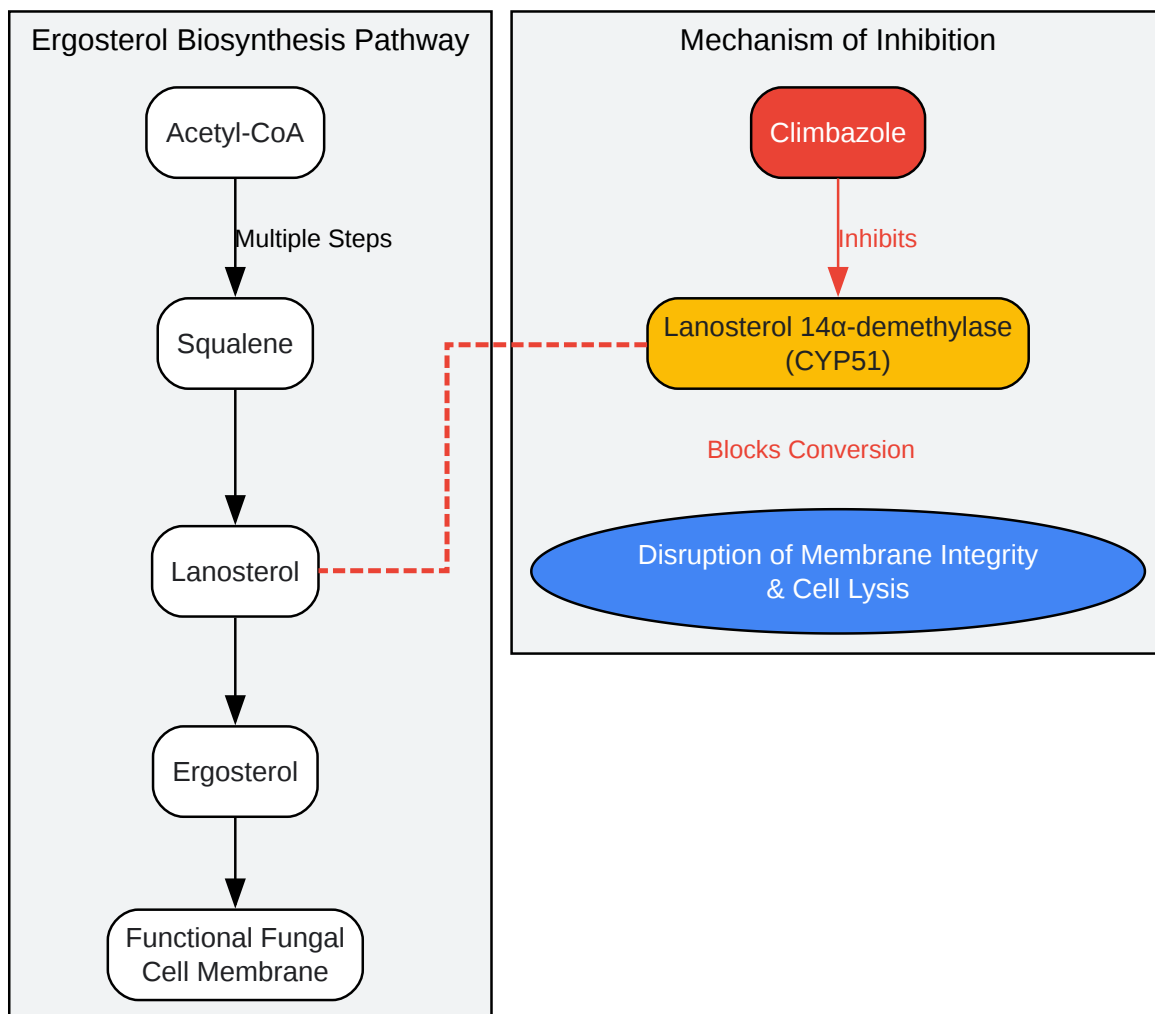 Ergosterol Biosynthesis Pathway
Acetyl-CoA
Multiple Steps
Squalene
Lanosterol
Ergosterol
Functional Fungal
Cell Membrane
Mechanism of Inhibition
Climbazole
Inhibits
Lanosterol 14α-demethylase
(CYP51)
Blocks Conversion
Disruption of Membrane Integrity
& Cell Lysis